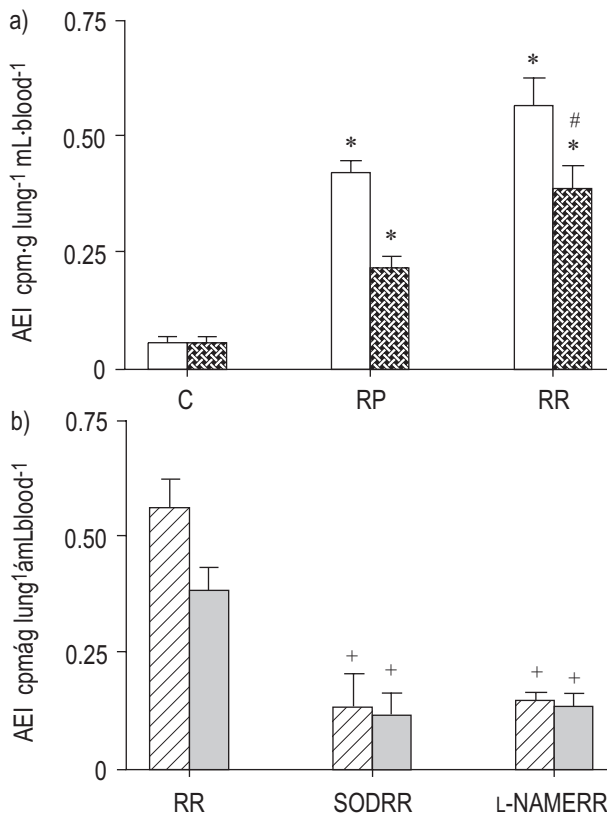 a)
0.75
0.50
0.25
0
AEI cpm·g lung⁻¹ mL·blood⁻¹
*
*
*
#
*
C RP RR
b)
0.75
0.50
0.25
0
AEI cpmág lung¹ámLblood⁻¹
+ +
+ +
RR SODRR L-NAMERR